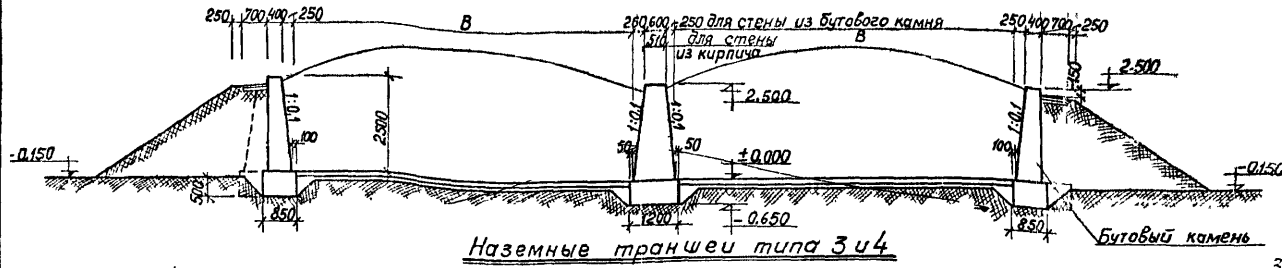 250 700 400 250 В 260 600 250 для стены из бутового камня В 250 400 700 250
510 для стены
из кирпича
150
2.500
2.500
1:0.1 1:0.1 1:0.1 1:0.1
2500
100 50 50 100
-0.150 ±0.000 -0.150
500
850 1200 -0.650 850
Бутовый камень
Наземные траншеи типа 3 и 4
3